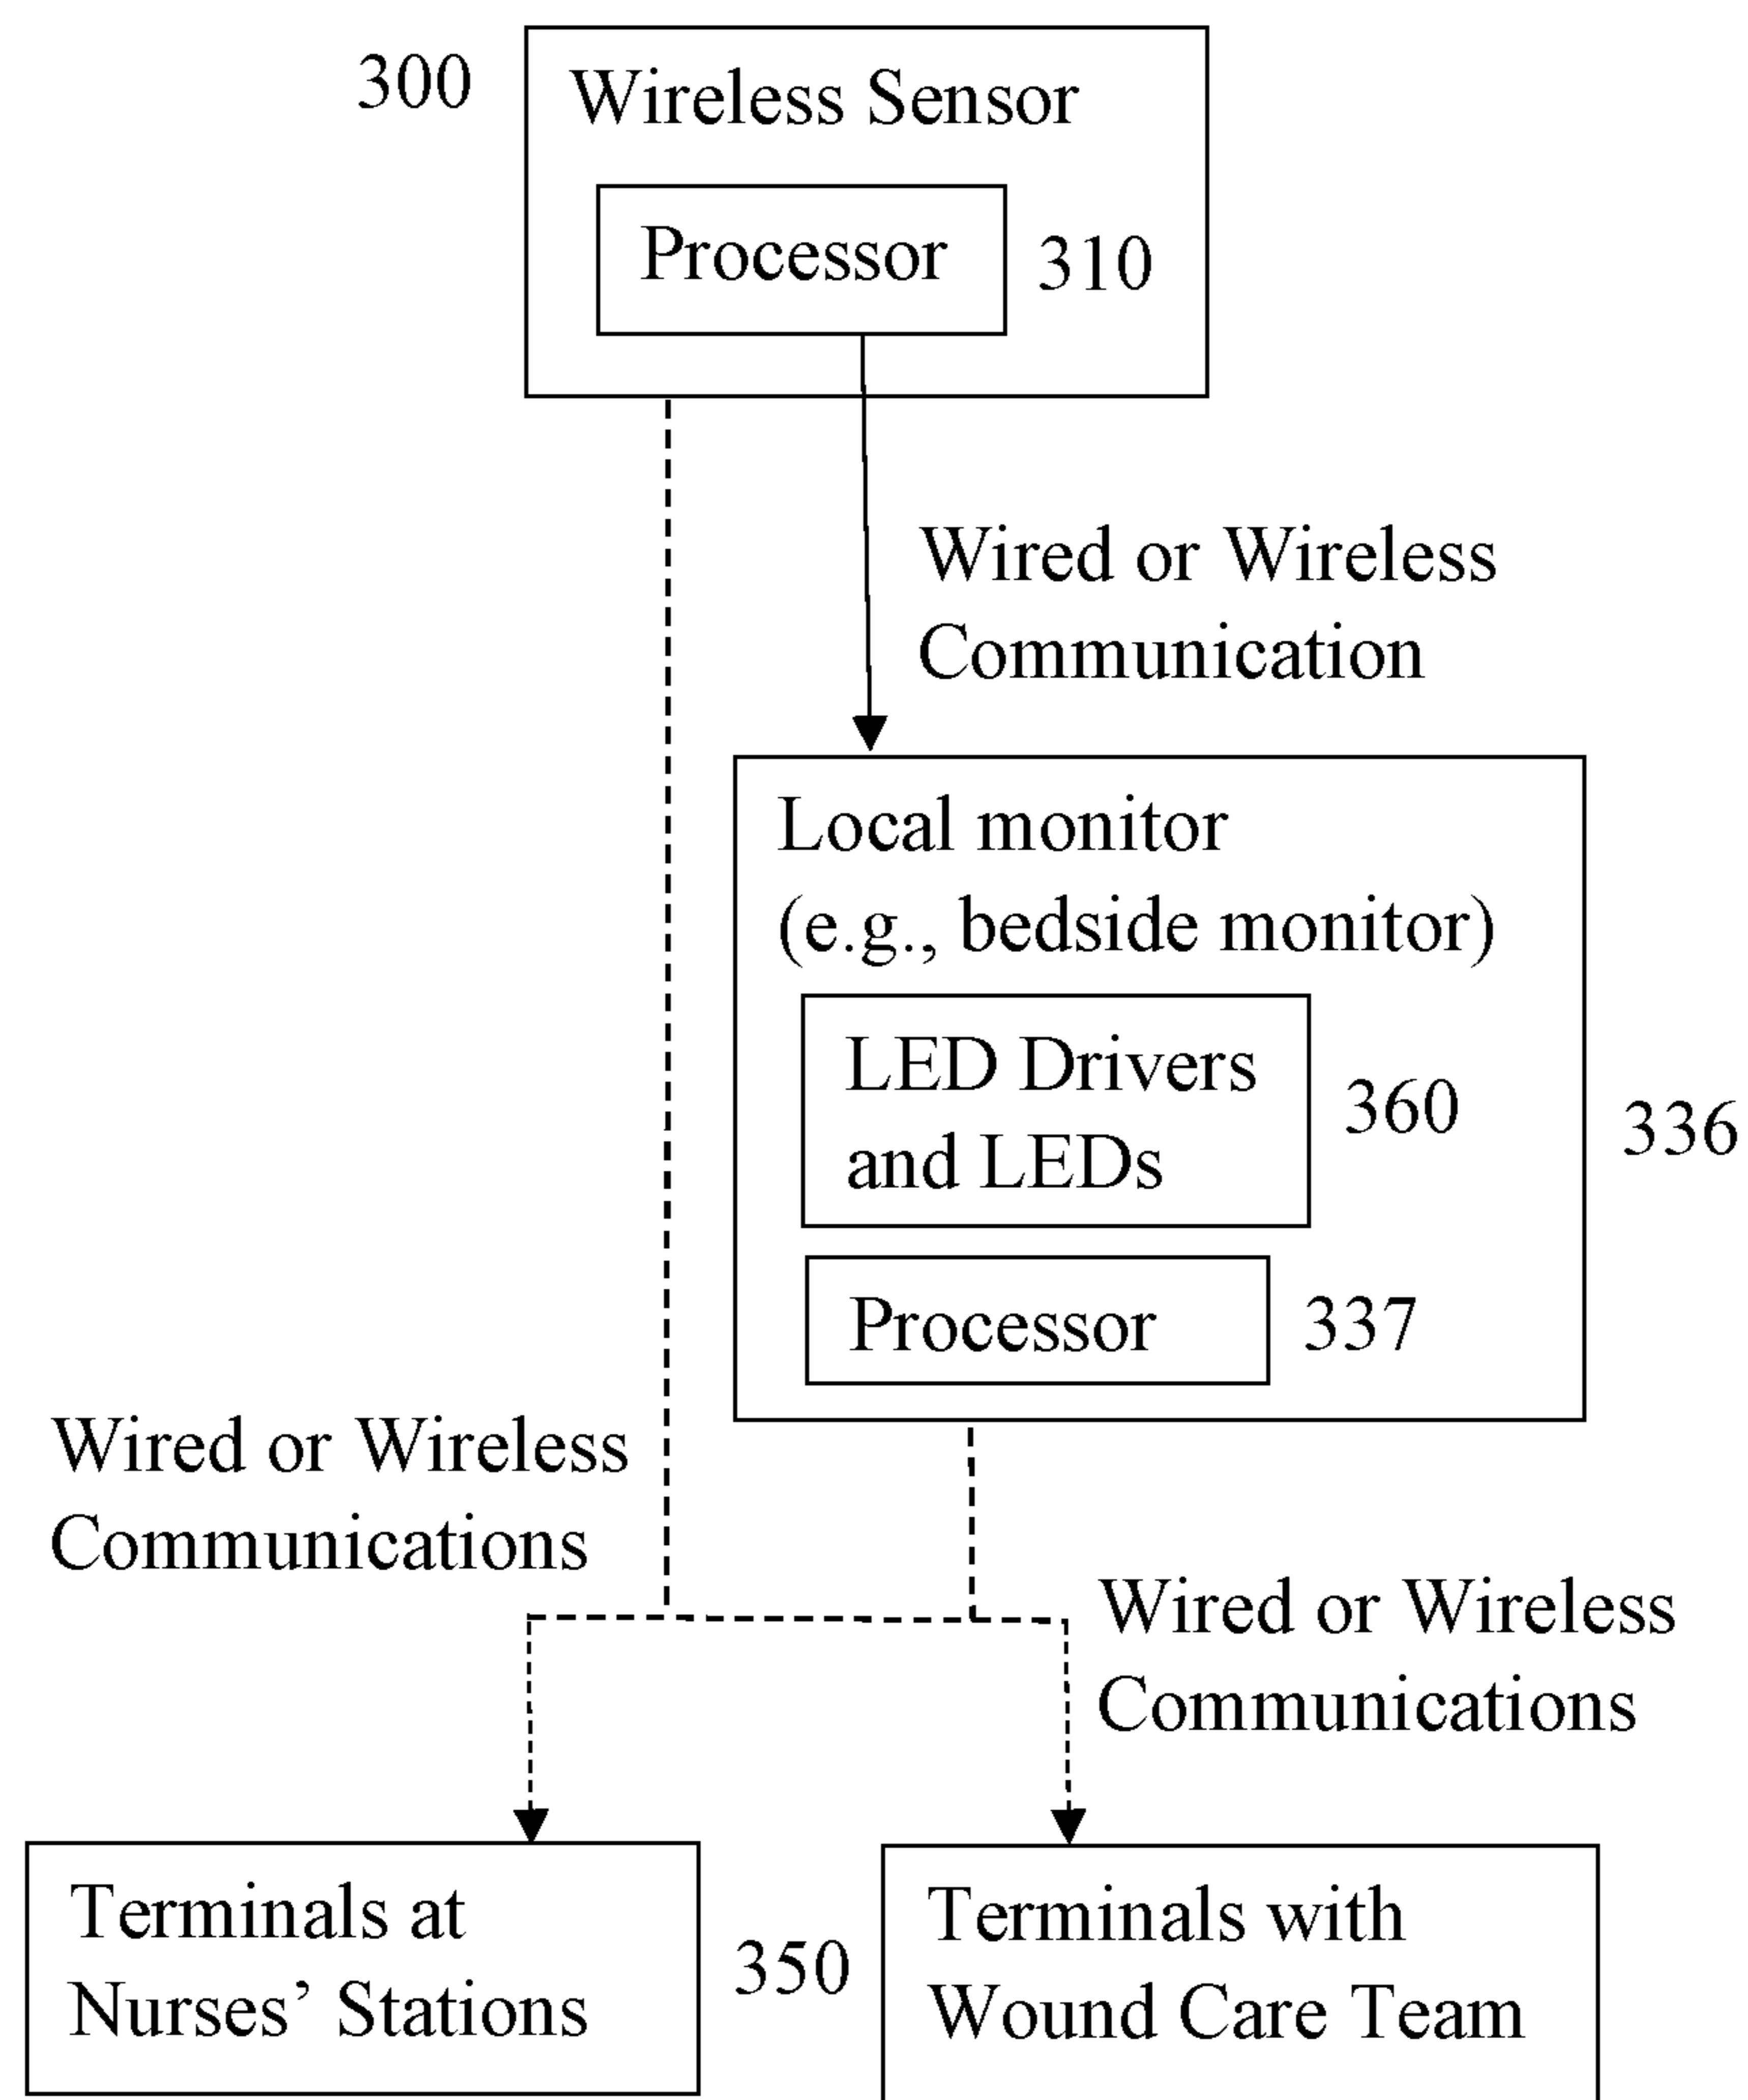 300
Wireless Sensor
Processor
310
Wired or Wireless
Communication
Local monitor
(e.g., bedside monitor)
LED Drivers
and LEDs
360
336
Processor
337
Wired or Wireless
Communications
Wired or Wireless
Communications
Terminals at
Nurses’ Stations
350
Terminals with
Wound Care Team